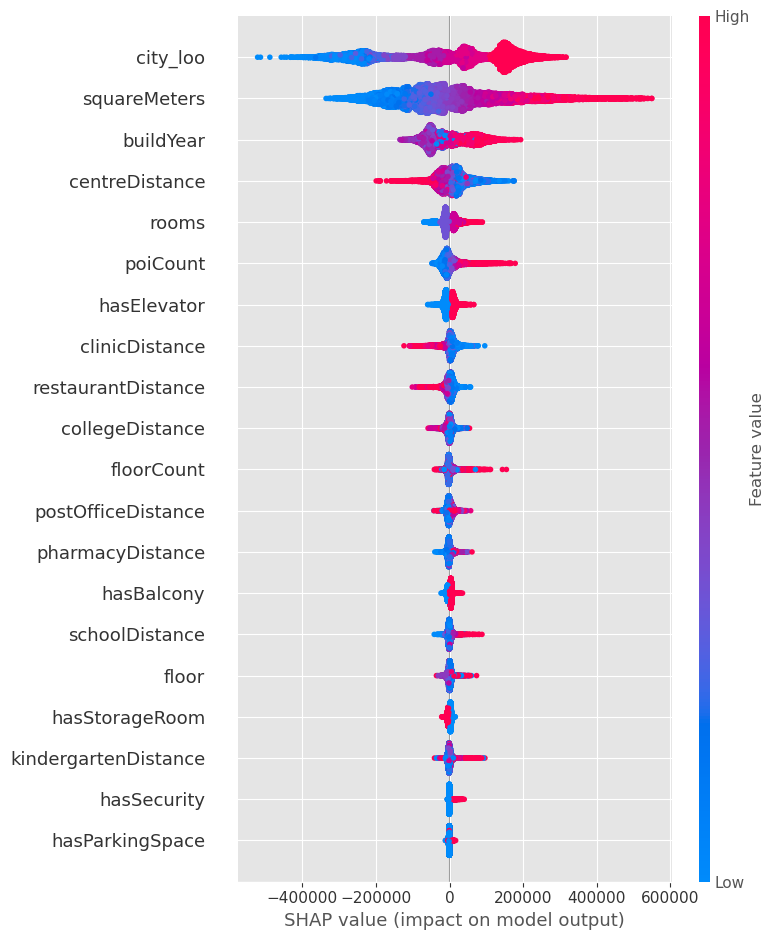 High
city_loo
squareMeters
buildYear
centreDistance
rooms
poiCount
hasElevator
clinicDistance
restaurantDistance
collegeDistance
floorCount
postOfficeDistance
pharmacyDistance
hasBalcony
schoolDistance
floor
hasStorageRoom
kindergartenDistance
hasSecurity
hasParkingSpace
Feature value
Low
−400000 −200000 0 200000 400000 600000
SHAP value (impact on model output)